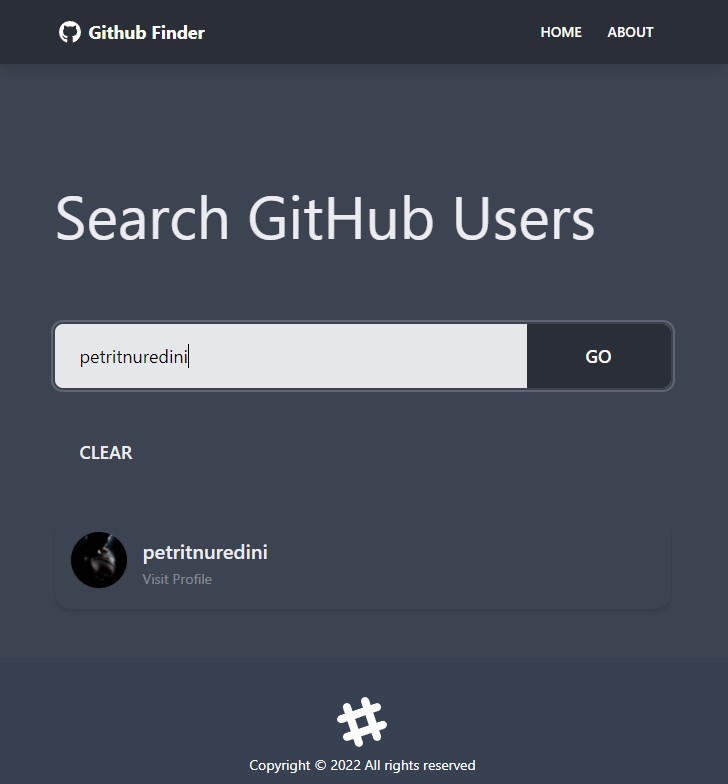 Github Finder HOME ABOUT
Search GitHub Users
petritnuredini GO
CLEAR
petritnuredini
Visit Profile
Copyright © 2022 All rights reserved